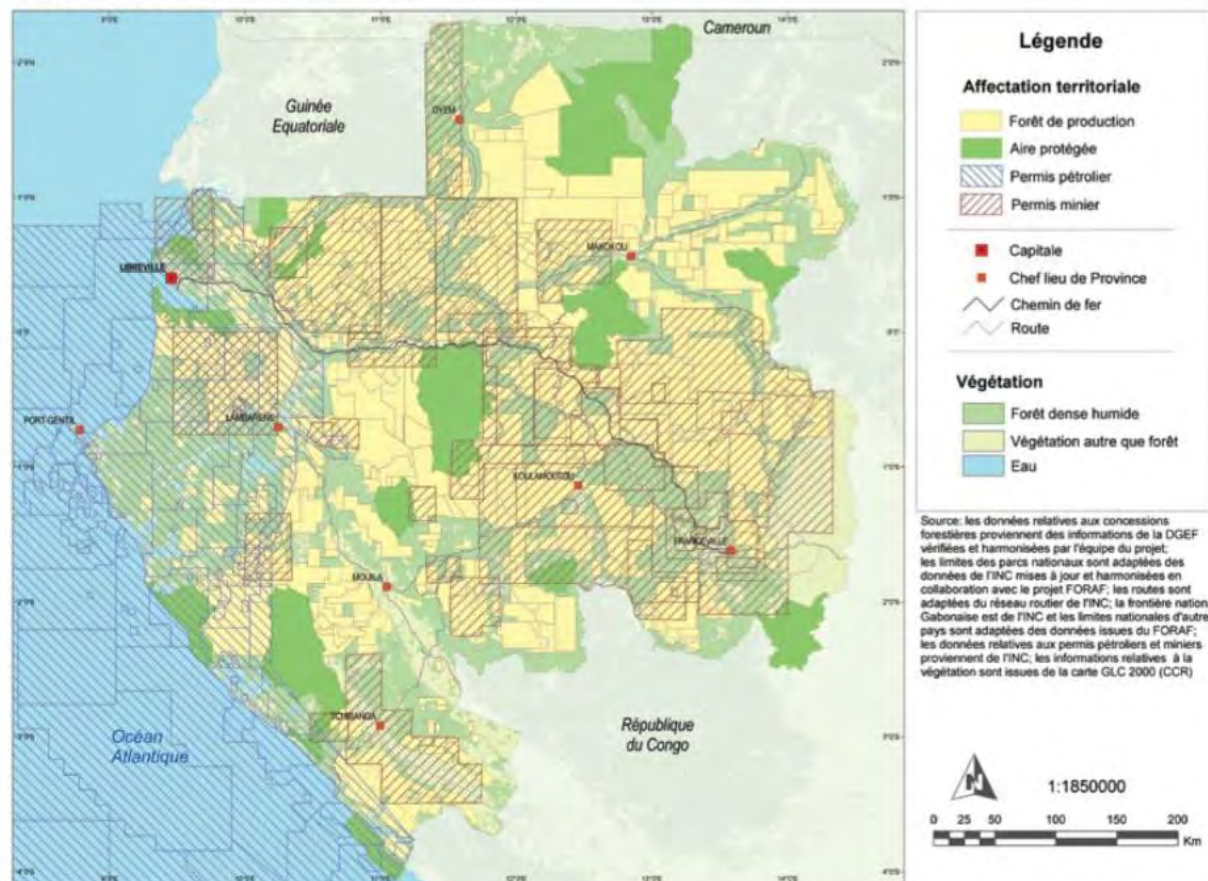 Cameroun
Guinée
Equatoriale
OYEM
MAKOKOU
LIBREVILLE
PORT-GENTIL
LAMBARENE
KOULAMOUTOU
FRANCEVILLE
MOUILA
TCHIBANGA
Océan
Atlantique
République
du Congo
Légende
Affectation territoriale
Forêt de production
Aire protégée
Permis pétrolier
Permis minier
Capitale
Chef lieu de Province
Chemin de fer
Route
Végétation
Forêt dense humide
Végétation autre que forêt
Eau
Source: les données relatives aux concessions
forestières proviennent des informations de la DGEF
vérifiées et harmonisées par l'équipe du projet;
les limites des parcs nationaux sont adaptées des
données de l'INC mises à jour et harmonisées en
collaboration avec le projet FORAF; les routes sont
adaptées du réseau routier de l'INC; la frontière nation
Gabonaise est de l'INC et les limites nationales d'autre
pays sont adaptées des données issues du FORAF;
les données relatives aux permis pétroliers et miniers
proviennent de l'INC; les informations relatives à la
végétation sont issues de la carte GLC 2000 (CCR)
N
1:1850000
0 25 50 100 150 200
Km